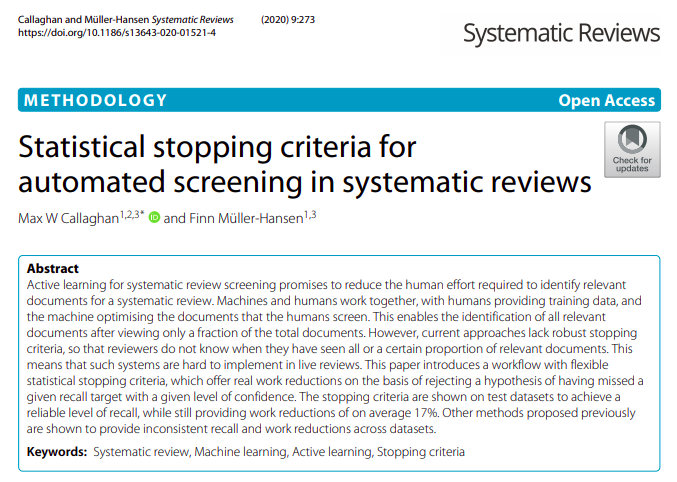 Callaghan and Müller-Hansen Systematic Reviews (2020) 9:273
https://doi.org/10.1186/s13643-020-01521-4
Systematic Reviews
METHODOLOGY Open Access
Statistical stopping criteria for
automated screening in systematic reviews
Check for
updates
Max W Callaghan1,2,3* iD and Finn Müller-Hansen1,3
Abstract
Active learning for systematic review screening promises to reduce the human effort required to identify relevant
documents for a systematic review. Machines and humans work together, with humans providing training data, and
the machine optimising the documents that the humans screen. This enables the identification of all relevant
documents after viewing only a fraction of the total documents. However, current approaches lack robust stopping
criteria, so that reviewers do not know when they have seen all or a certain proportion of relevant documents. This
means that such systems are hard to implement in live reviews. This paper introduces a workflow with flexible
statistical stopping criteria, which offer real work reductions on the basis of rejecting a hypothesis of having missed a
given recall target with a given level of confidence. The stopping criteria are shown on test datasets to achieve a
reliable level of recall, while still providing work reductions of on average 17%. Other methods proposed previously
are shown to provide inconsistent recall and work reductions across datasets.
Keywords: Systematic review, Machine learning, Active learning, Stopping criteria